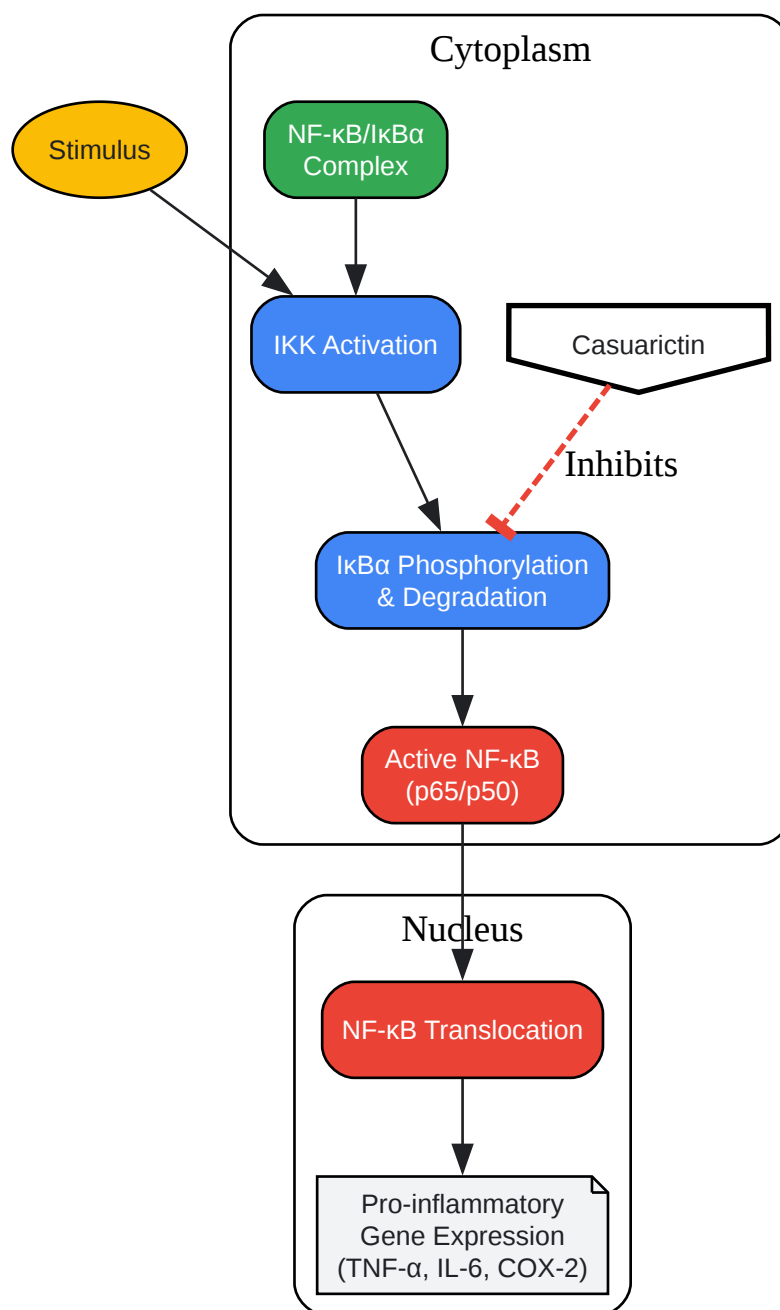 Cytoplasm
Stimulus
NF-κB/IκBα
Complex
IKK Activation
Casuarictin
Inhibits
IκBα Phosphorylation
& Degradation
Active NF-κB
(p65/p50)
Nucleus
NF-κB Translocation
Pro-inflammatory
Gene Expression
(TNF-α, IL-6, COX-2)